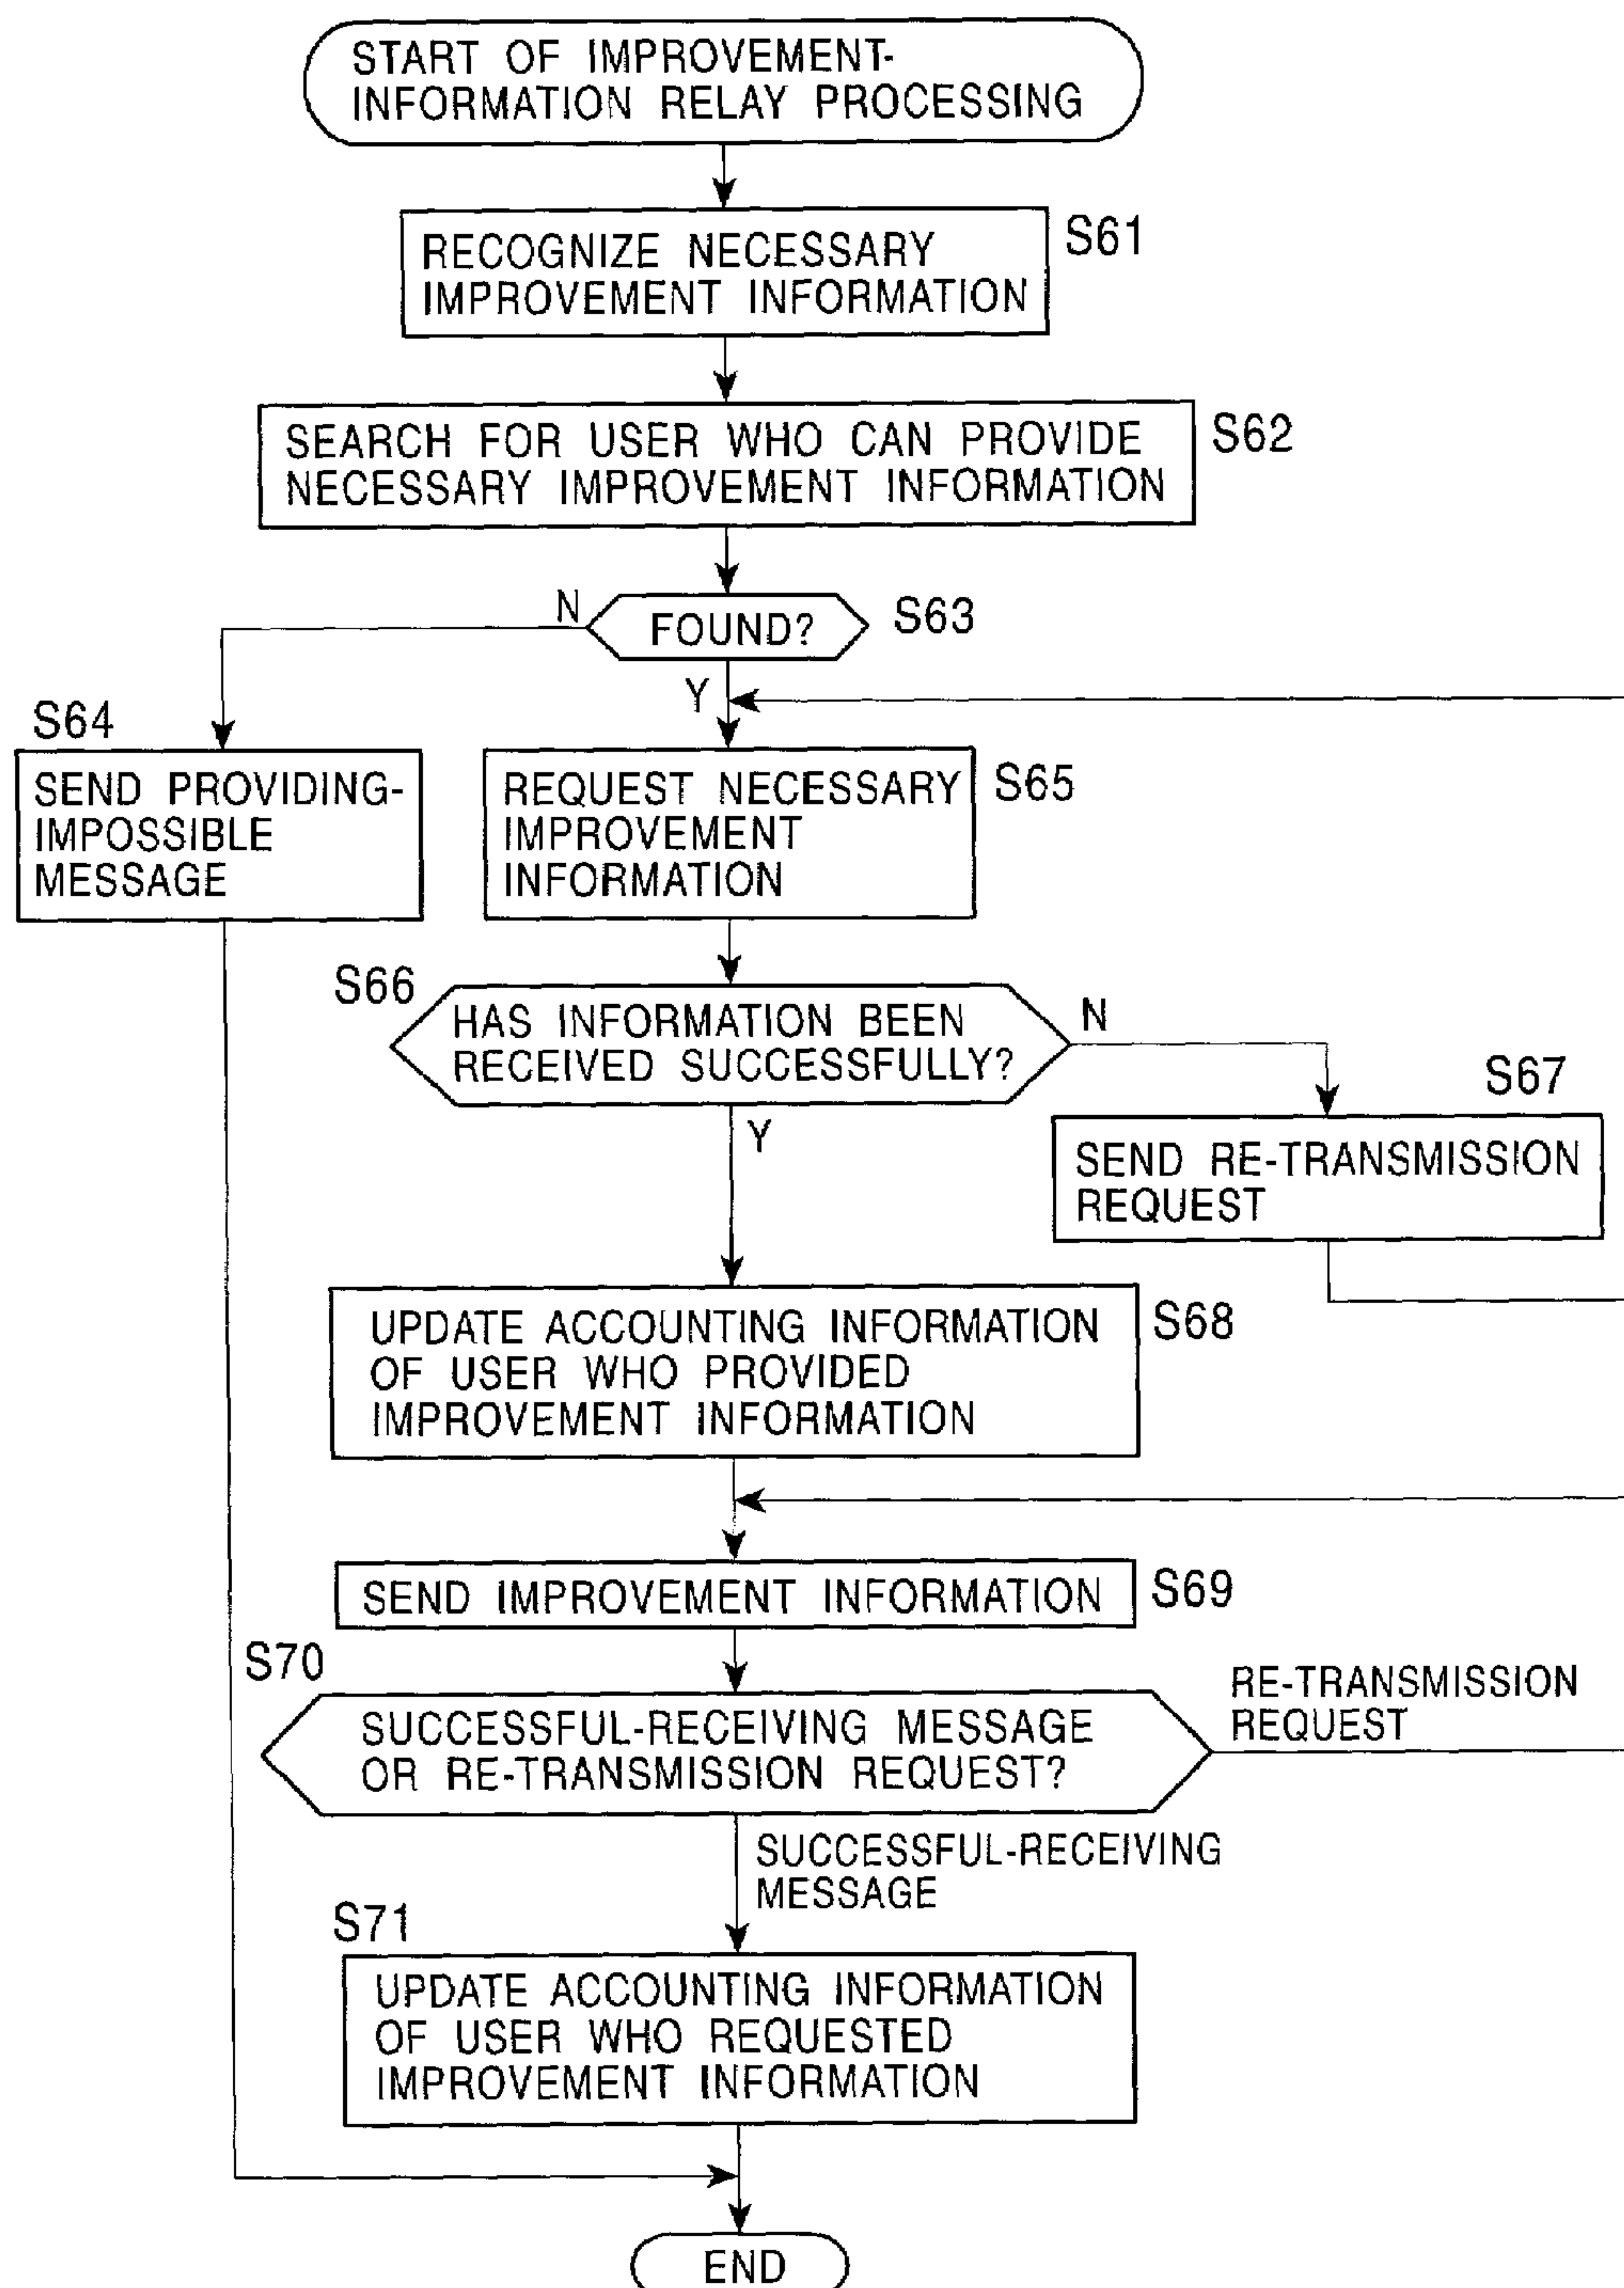 START OF IMPROVEMENT-
INFORMATION RELAY PROCESSING
RECOGNIZE NECESSARY
IMPROVEMENT INFORMATION
S61
SEARCH FOR USER WHO CAN PROVIDE
NECESSARY IMPROVEMENT INFORMATION
S62
N
FOUND?
S63
Y
S64
SEND PROVIDING-
IMPOSSIBLE
MESSAGE
REQUEST NECESSARY
IMPROVEMENT
INFORMATION
S65
S66
HAS INFORMATION BEEN
RECEIVED SUCCESSFULLY?
N
Y
S67
SEND RE-TRANSMISSION
REQUEST
UPDATE ACCOUNTING INFORMATION
OF USER WHO PROVIDED
IMPROVEMENT INFORMATION
S68
SEND IMPROVEMENT INFORMATION
S69
S70
SUCCESSFUL-RECEIVING MESSAGE
OR RE-TRANSMISSION REQUEST?
RE-TRANSMISSION
REQUEST
SUCCESSFUL-RECEIVING
MESSAGE
S71
UPDATE ACCOUNTING INFORMATION
OF USER WHO REQUESTED
IMPROVEMENT INFORMATION
END